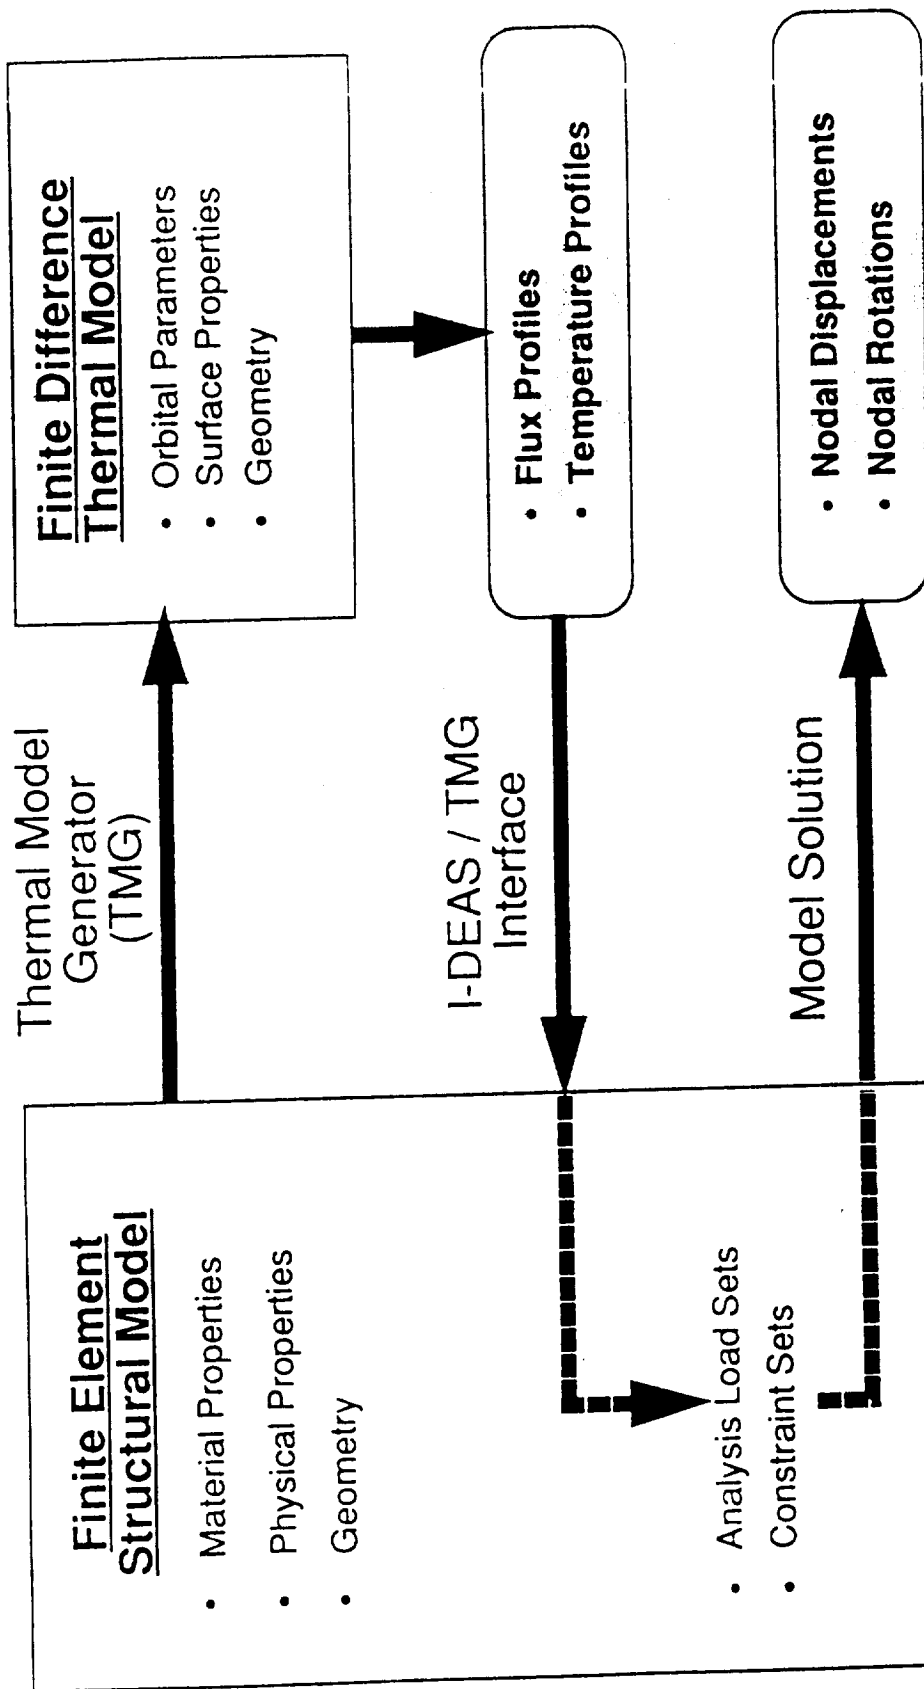 Finite Element
Structural Model
• Material Properties
• Physical Properties
• Geometry
• Analysis Load Sets
• Constraint Sets
Thermal Model
Generator
(TMG)
I-DEAS / TMG
Interface
Model Solution
Finite Difference
Thermal Model
• Orbital Parameters
• Surface Properties
• Geometry
• Flux Profiles
• Temperature Profiles
• Nodal Displacements
• Nodal Rotations